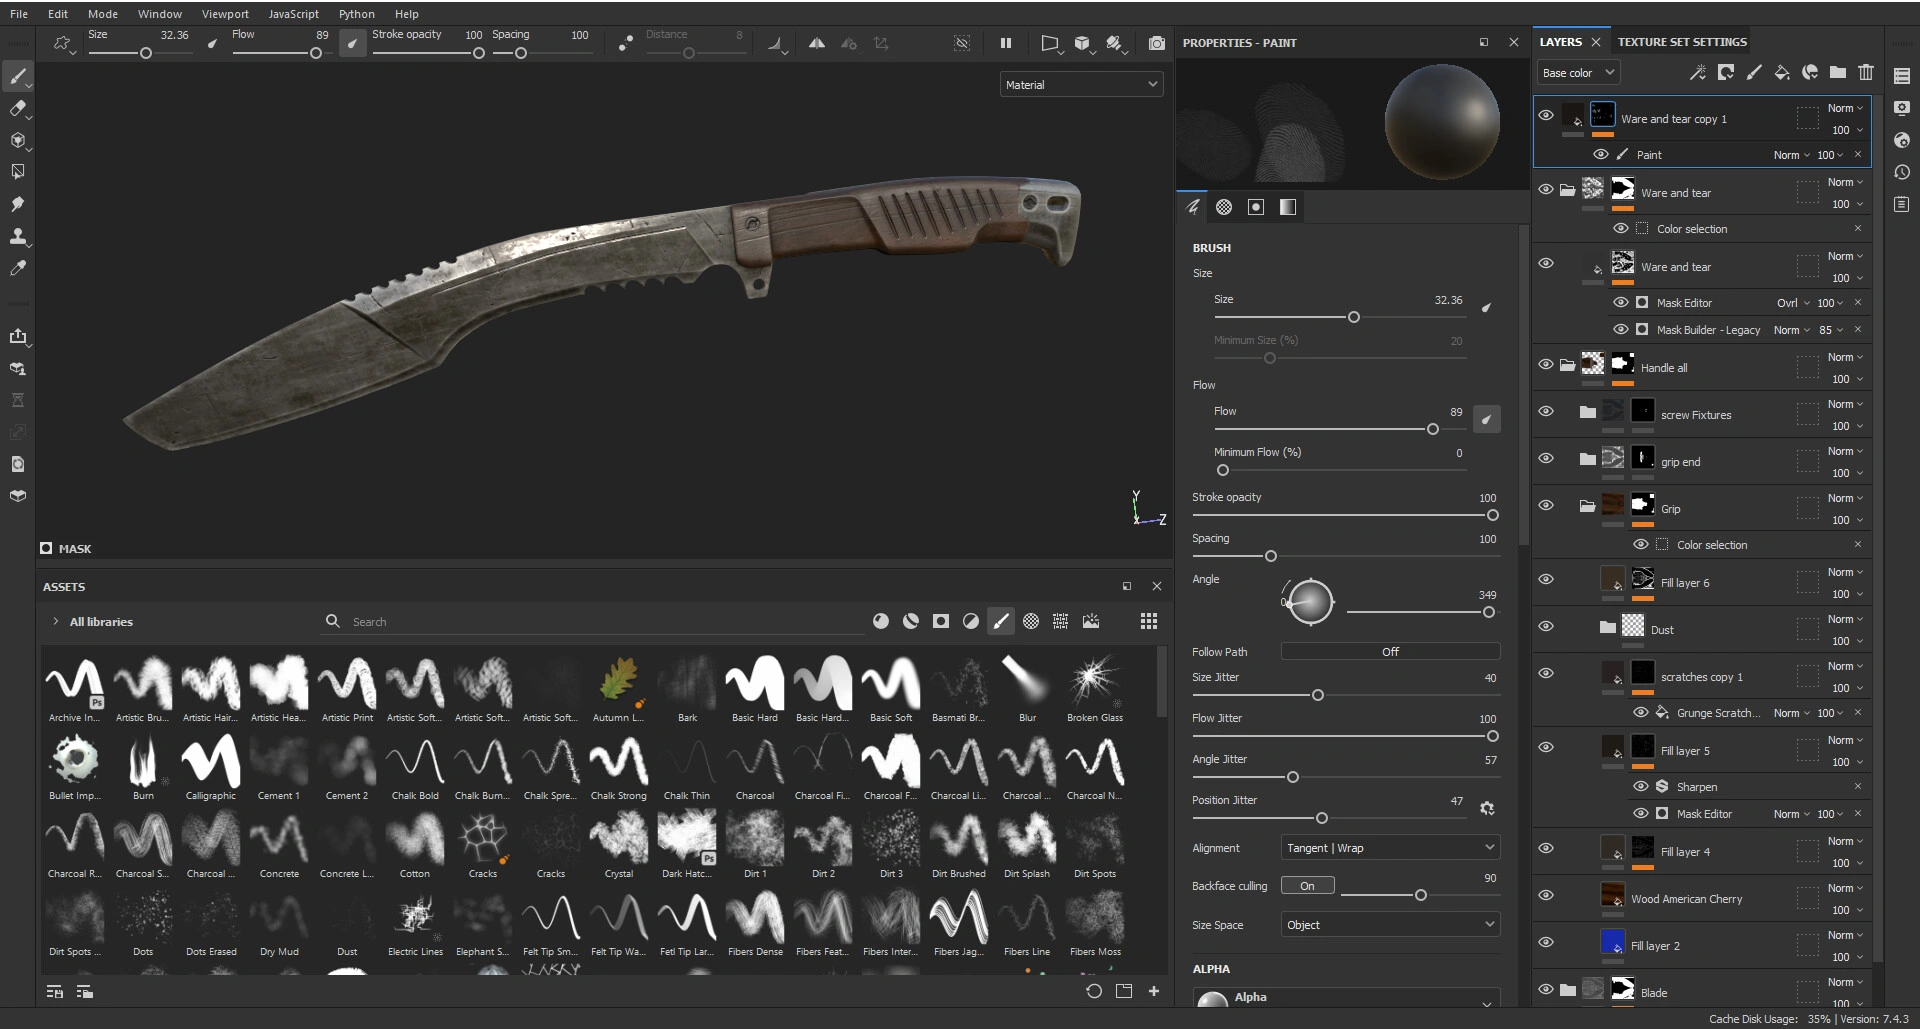 File Edit Mode Window Viewport JavaScript Python Help
Size 32.36 Flow 89 Stroke opacity 100 Spacing 100 Distance 8
Material
Y
X Z
MASK
ASSETS
All libraries
Search
Ps
Archive In... Artistic Bru... Artistic Hair... Artistic Hea... Artistic Print Artistic Soft... Artistic Soft... Artistic Soft... Autumn L... Bark Basic Hard Basic Hard... Basic Soft Basmati Br... Blur Broken Glass
Bullet Imp... Burn Calligraphic Cement 1 Cement 2 Chalk Bold Chalk Bum... Chalk Spre... Chalk Strong Chalk Thin Charcoal Charcoal Fi... Charcoal F... Charcoal Li... Charcoal ... Charcoal N...
Ps
Charcoal R... Charcoal S... Charcoal ... Concrete Concrete L... Cotton Cracks Cracks Crystal Dark Hatc... Dirt 1 Dirt 2 Dirt 3 Dirt Brushed Dirt Splash Dirt Spots
Dirt Spots ... Dots Dots Erased Dry Mud Dust Electric Lines Elephant S... Felt Tip Sm... Felt Tip Wa... Fetl Tip Lar... Fibers Dense Fibers Feat... Fibers Inter... Fibers Jag... Fibers Line Fibers Moss
PROPERTIES - PAINT
BRUSH
Size
Size 32.36
Minimum Size (%) 20
Flow
Flow 89
Minimum Flow (%) 0
Stroke opacity 100
Spacing 100
Angle 0 349
Follow Path Off
Size Jitter 40
Flow Jitter 100
Angle Jitter 57
Position Jitter 47
Alignment Tangent | Wrap
Backface culling On 90
Size Space Object
ALPHA
Alpha
LAYERS TEXTURE SET SETTINGS
Base color
Ware and tear copy 1 Norm 100
Paint Norm 100
Ware and tear Norm 100
Color selection
Ware and tear Norm 100
Mask Editor Ovrl 100
Mask Builder - Legacy Norm 85
Handle all Norm 100
screw Fixtures Norm 100
grip end Norm 100
Grip Norm 100
Color selection
Fill layer 6 Norm 100
Dust Norm 100
scratches copy 1 Norm 100
Grunge Scratch... Norm 100
Fill layer 5 Norm 100
Sharpen
Mask Editor Norm 100
Fill layer 4 Norm 100
Wood American Cherry Norm 100
Fill layer 2 Norm 100
Blade Norm 100
Cache Disk Usage: 35% | Version: 7.4.3